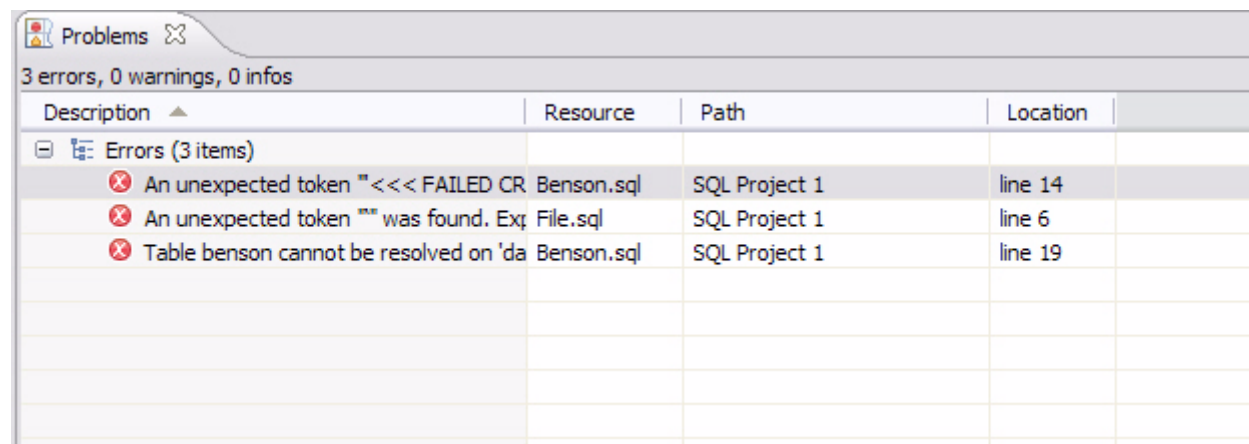 Problems
3 errors, 0 warnings, 0 infos
Description Resource Path Location
Errors (3 items)
An unexpected token "'<<< FAILED CR Benson.sql SQL Project 1 line 14
An unexpected token "'" was found. Exp File.sql SQL Project 1 line 6
Table benson cannot be resolved on 'da Benson.sql SQL Project 1 line 19